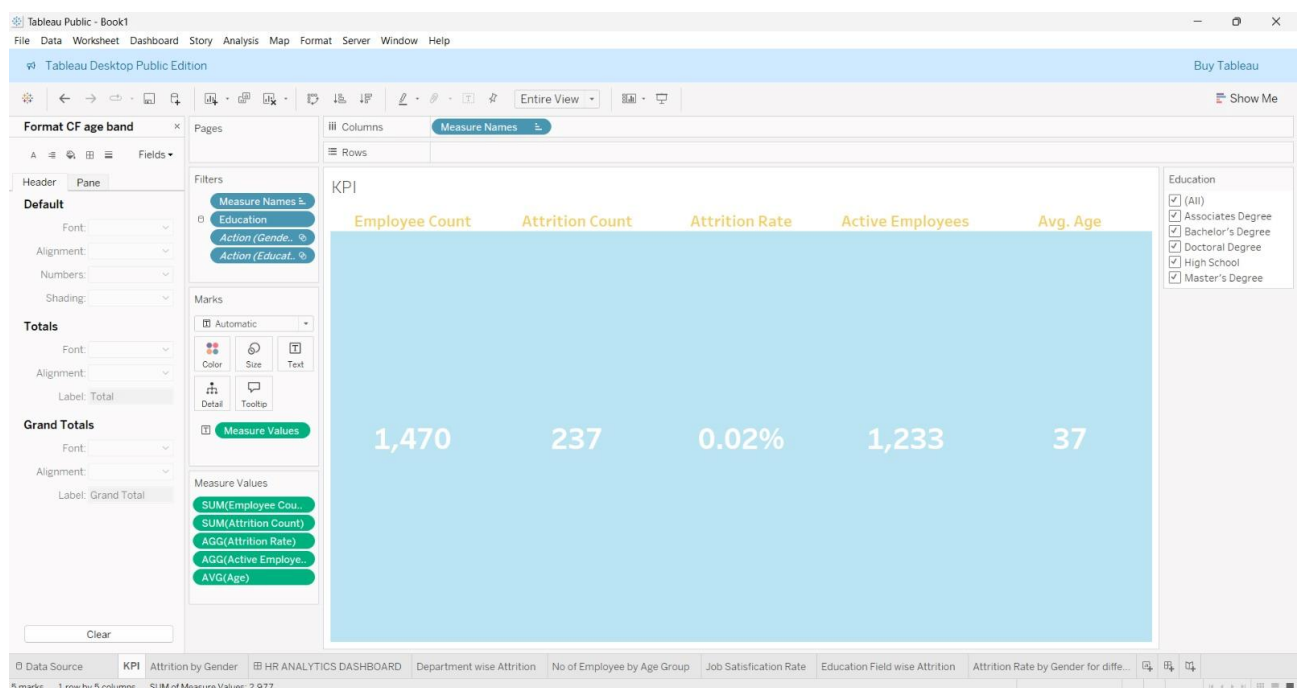 Tableau Public - Book1
File Data Worksheet Dashboard Story Analysis Map Format Server Window Help
Tableau Desktop Public Edition
Buy Tableau
Entire View
Show Me
Format CF age band
Fields
Header Pane
Default
Font:
Alignment:
Numbers:
Shading:
Totals
Font:
Alignment:
Label: Total
Grand Totals
Font:
Alignment:
Label: Grand Total
Clear
Pages
Filters
Measure Names
Education
Action (Gende..
Action (Educat..
Marks
Automatic
Color Size Text
Detail Tooltip
Measure Values
Measure Values
SUM(Employee Cou..
SUM(Attrition Count)
AGG(Attrition Rate)
AGG(Active Employe..
AVG(Age)
Columns Measure Names
Rows
KPI
Employee Count Attrition Count Attrition Rate Active Employees Avg. Age
1,470 237 0.02% 1,233 37
Education
(All)
Associates Degree
Bachelor's Degree
Doctoral Degree
High School
Master's Degree
Data Source KPI Attrition by Gender HR ANALYTICS DASHBOARD Department wise Attrition No of Employee by Age Group Job Satisfication Rate Education Field wise Attrition Attrition Rate by Gender for diffe...
5 marks 1 row by 5 columns SUM of Measure Values: 2,977